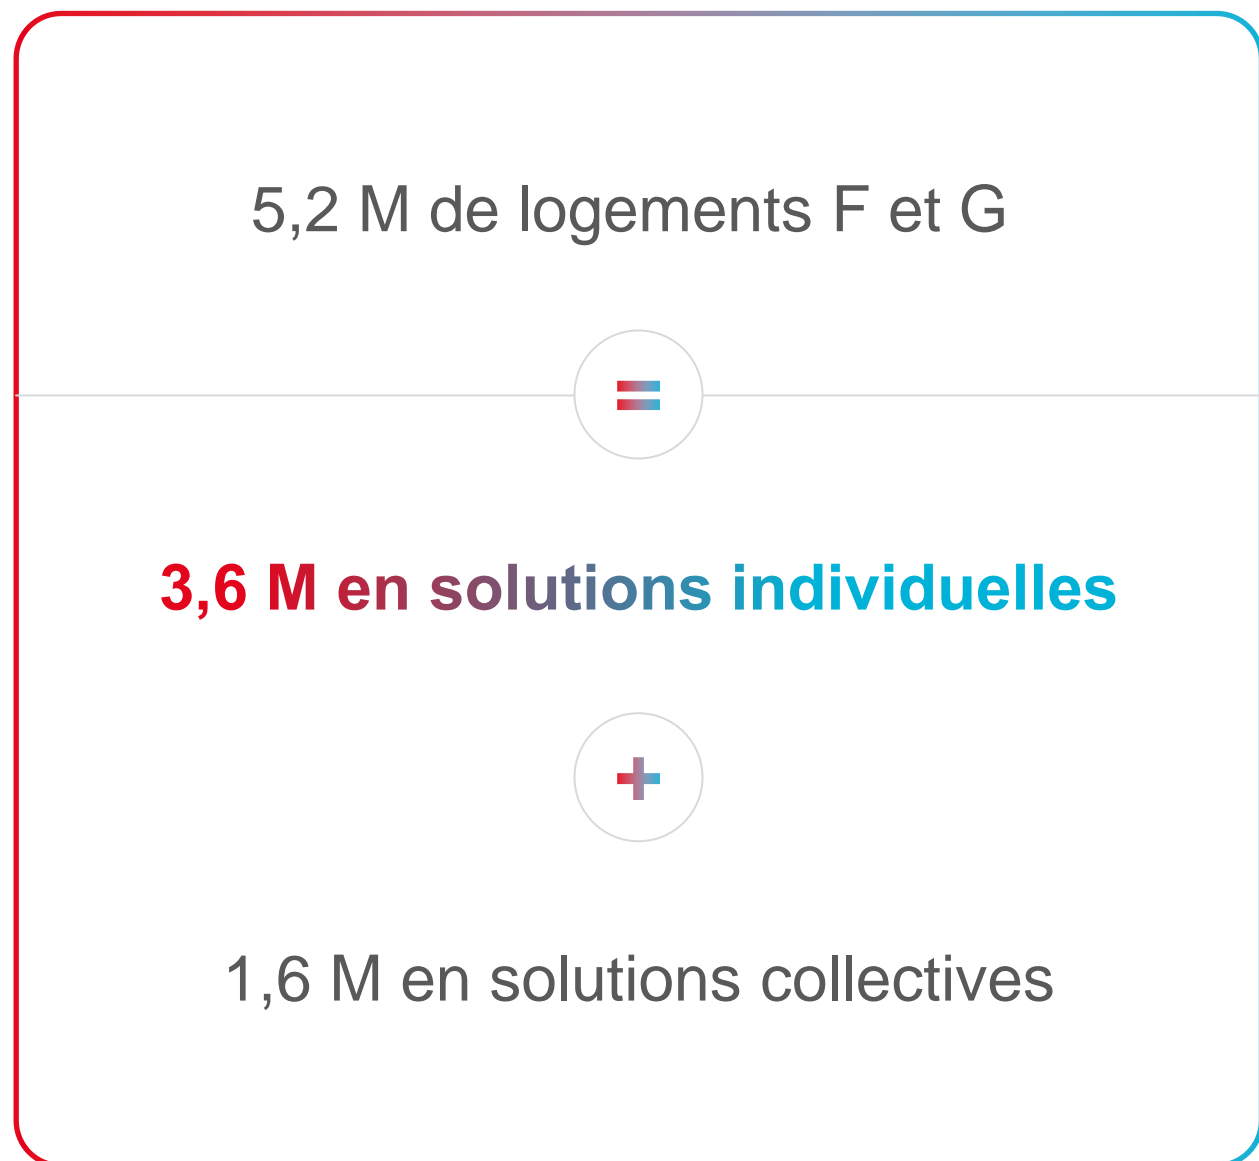 5,2 M de logements F et G
=
3,6 M en solutions individuelles
+
1,6 M en solutions collectives